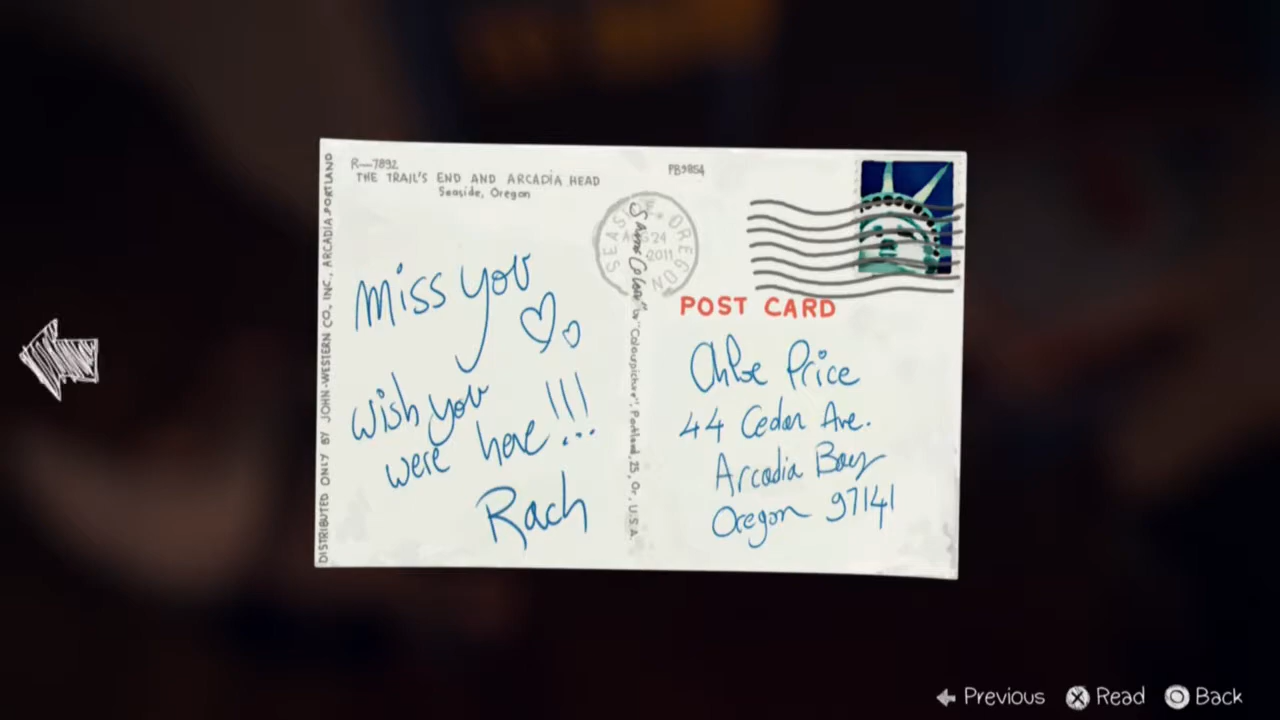 R—7892
THE TRAIL'S END AND ARCADIA HEAD
Seaside, Oregon
PB9854
DISTRIBUTED ONLY BY JOHN-WESTERN CO., INC., ARCADIA-PORTLAND
SEASIDE, OREGON
AUG 24
2011
"Colourpicture", Portland, 25, Or, U.S.A.
POST CARD
Miss you
Wish you
were here!!!
Rach
Chloe Price
44 Cedar Ave.
Arcadia Bay
Oregon 97141
Previous
Read
Back